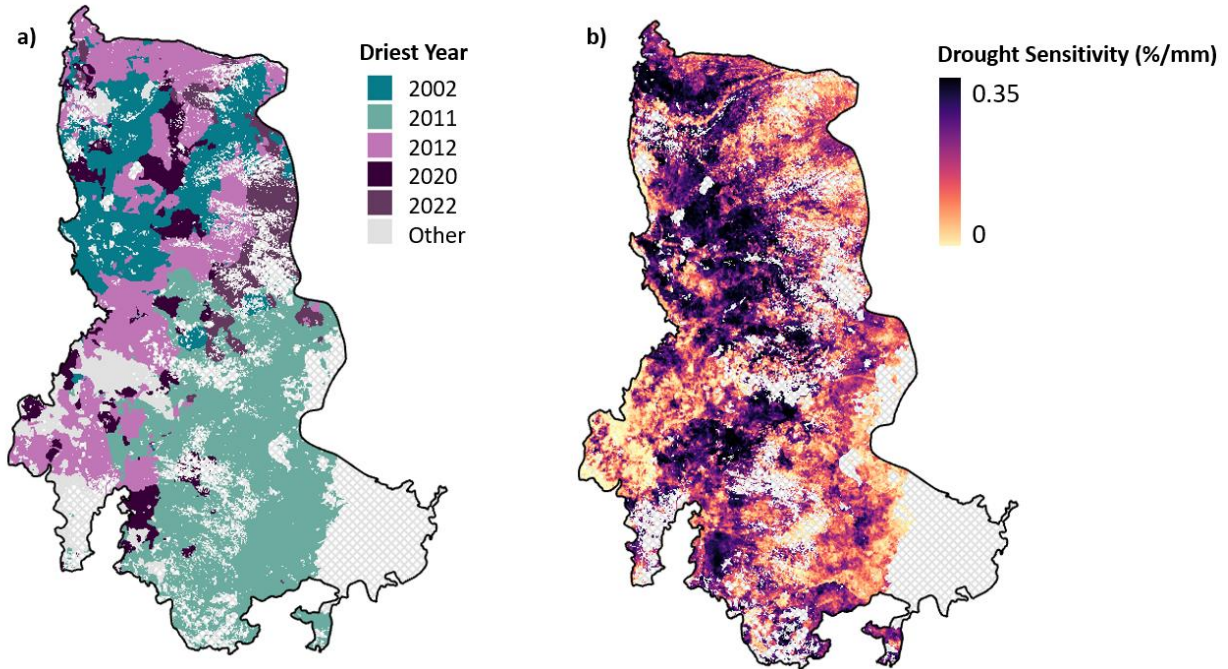 a)
Driest Year
2002
2011
2012
2020
2022
Other
b)
Drought Sensitivity (%/mm)
0.35
0